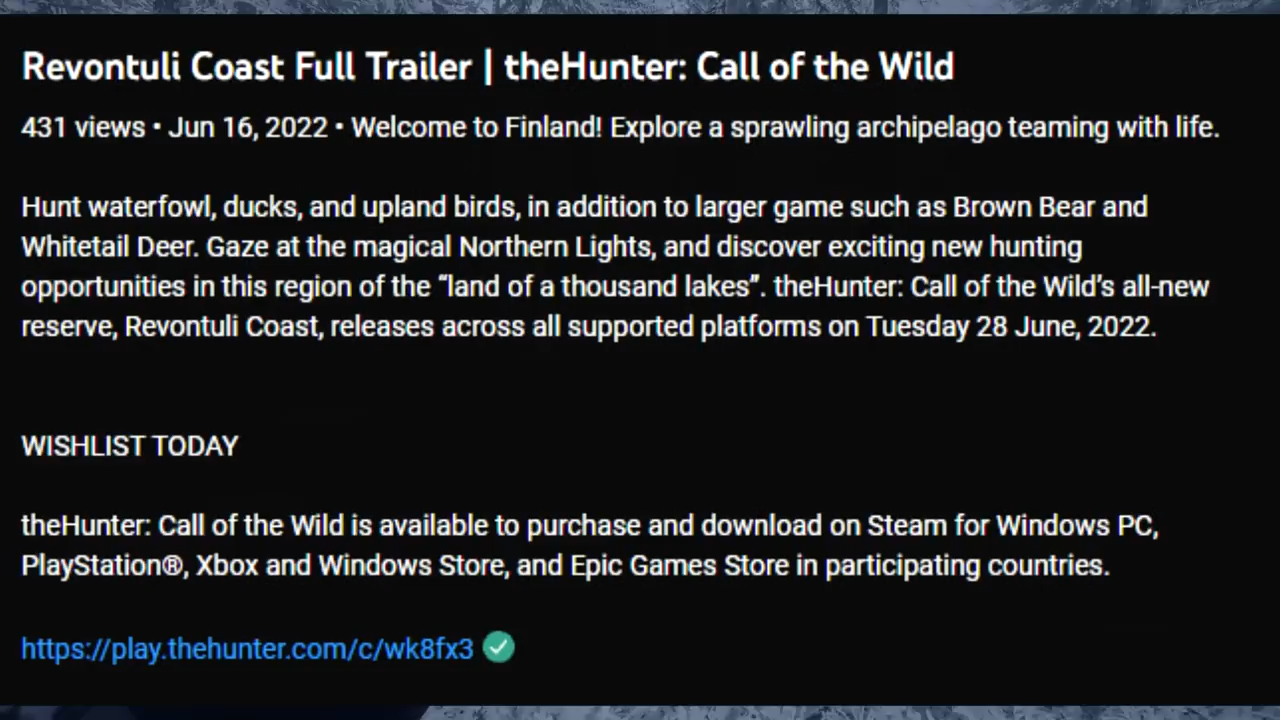 Revontuli Coast Full Trailer | theHunter: Call of the Wild
431 views • Jun 16, 2022 • Welcome to Finland! Explore a sprawling archipelago teaming with life.
Hunt waterfowl, ducks, and upland birds, in addition to larger game such as Brown Bear and
Whitetail Deer. Gaze at the magical Northern Lights, and discover exciting new hunting
opportunities in this region of the “land of a thousand lakes”. theHunter: Call of the Wild’s all-new
reserve, Revontuli Coast, releases across all supported platforms on Tuesday 28 June, 2022.
WISHLIST TODAY
theHunter: Call of the Wild is available to purchase and download on Steam for Windows PC,
PlayStation®, Xbox and Windows Store, and Epic Games Store in participating countries.
https://play.thehunter.com/c/wk8fx3